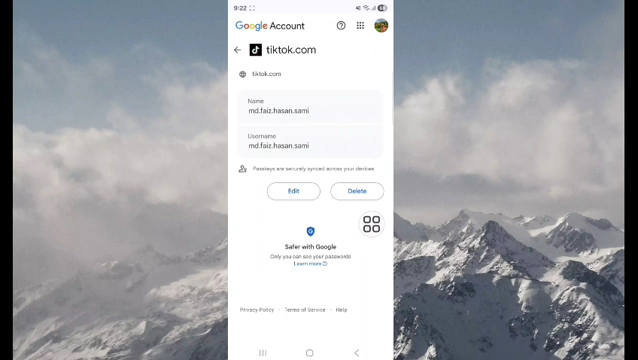 9:22
Google Account
tiktok.com
tiktok.com
Name
md.faiz.hasan.sami
Username
md.faiz.hasan.sami
Passkeys are securely synced across your devices
Edit
Delete
Safer with Google
Only you can see your passwords
Learn more
Privacy Policy · Terms of Service · Help